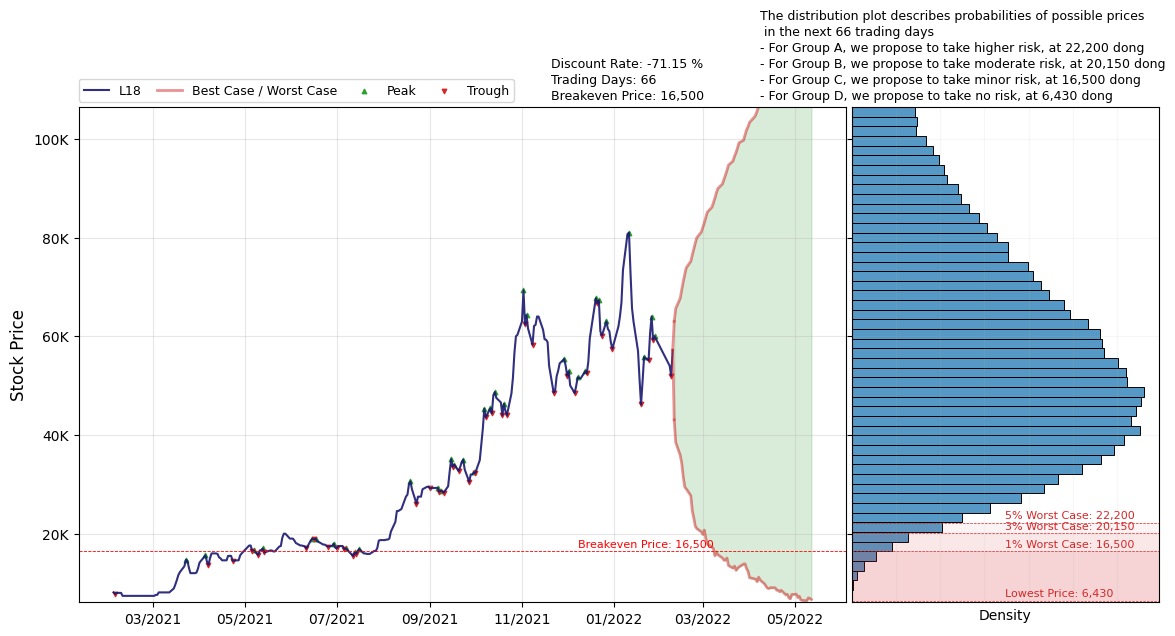 The distribution plot describes probabilities of possible prices
in the next 66 trading days
- For Group A, we propose to take higher risk, at 22,200 dong
- For Group B, we propose to take moderate risk, at 20,150 dong
- For Group C, we propose to take minor risk, at 16,500 dong
- For Group D, we propose to take no risk, at 6,430 dong
Discount Rate: -71.15 %
Trading Days: 66
Breakeven Price: 16,500
L18
Best Case / Worst Case
Peak
Trough
Stock Price
100K
80K
60K
40K
20K
Breakeven Price: 16,500
03/2021
05/2021
07/2021
09/2021
11/2021
01/2022
03/2022
05/2022
5% Worst Case: 22,200
3% Worst Case: 20,150
1% Worst Case: 16,500
Lowest Price: 6,430
Density